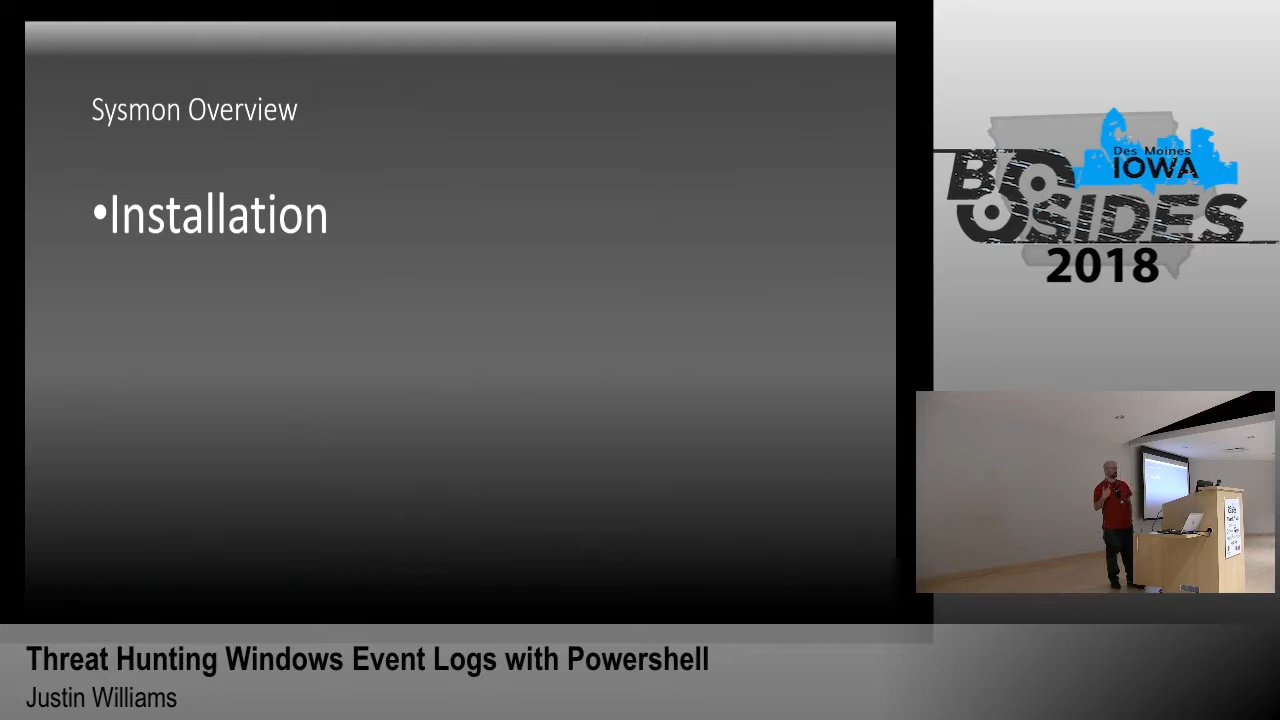 Sysmon Overview
•Installation
Des Moines
IOWA
BSIDES
2018
Threat Hunting Windows Event Logs with Powershell
Justin Williams